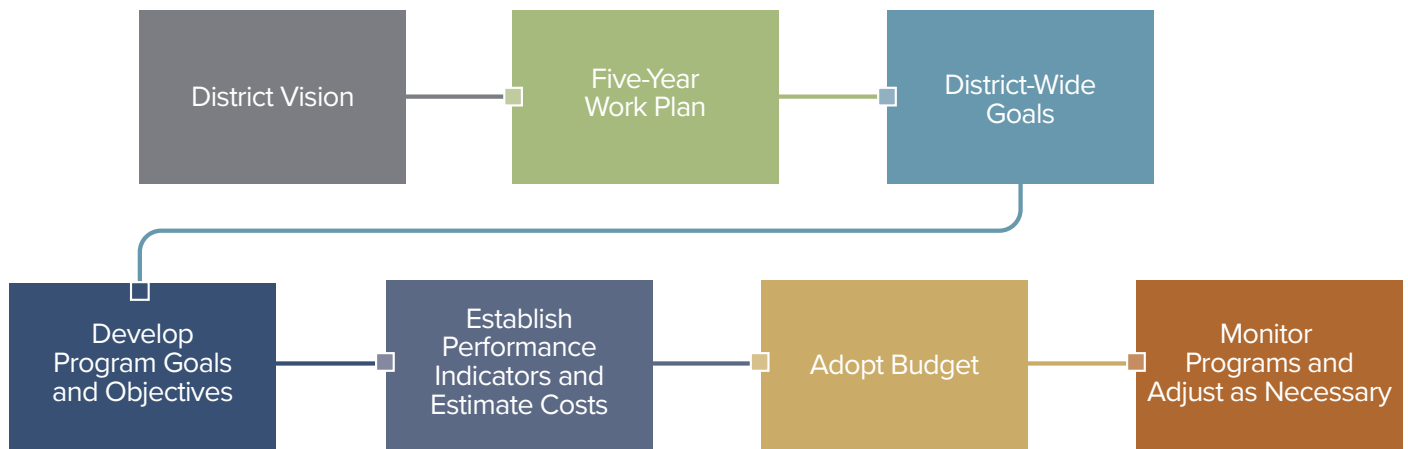 District Vision
Five-Year
Work Plan
District-Wide
Goals
Develop
Program Goals
and Objectives
Establish
Performance
Indicators and
Estimate Costs
Adopt Budget
Monitor
Programs and
Adjust as Necessary